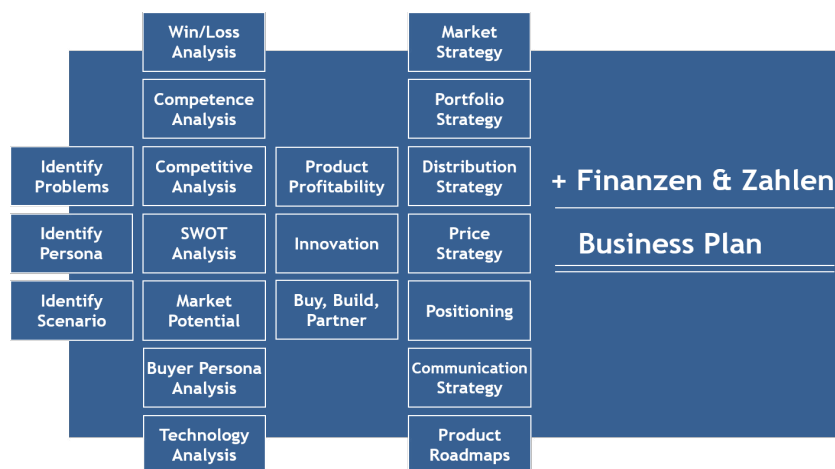 Win/Loss
Analysis
Competence
Analysis
Identify
Problems
Competitive
Analysis
Product
Profitability
Identify
Persona
SWOT
Analysis
Innovation
Identify
Scenario
Market
Potential
Buy, Build,
Partner
Buyer Persona
Analysis
Technology
Analysis
Market
Strategy
Portfolio
Strategy
Distribution
Strategy
Price
Strategy
Positioning
Communication
Strategy
Product
Roadmaps
+ Finanzen & Zahlen
Business Plan